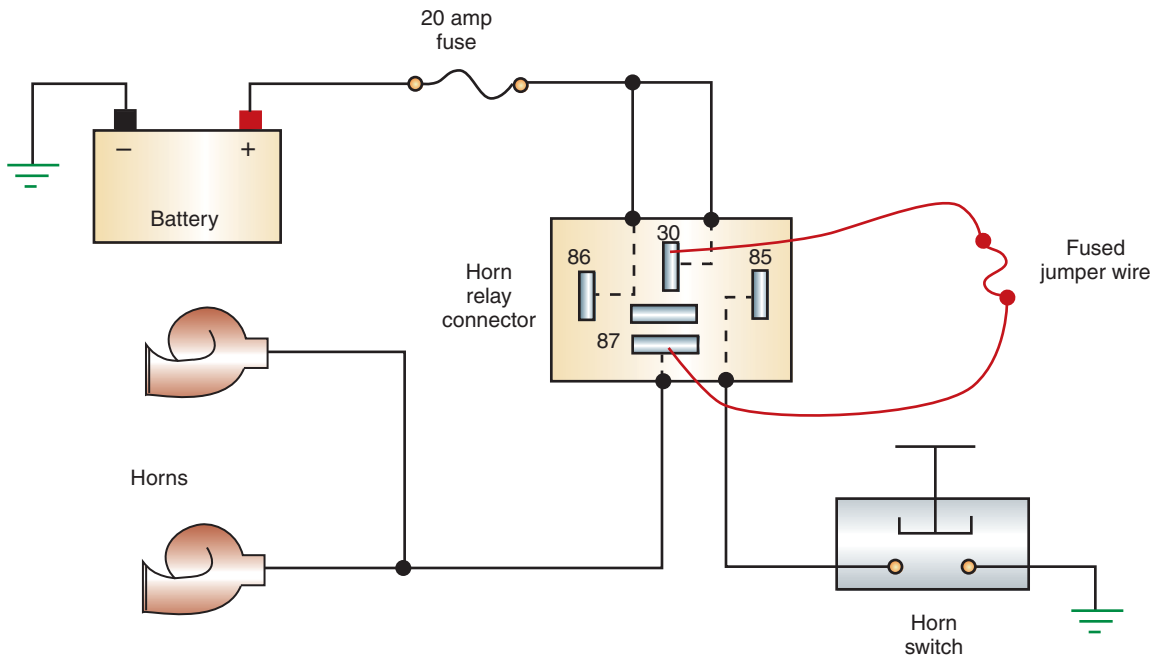 20 amp
fuse
–
+
Battery
30
86
85
Horn
relay
connector
87
Fused
jumper wire
Horns
Horn
switch